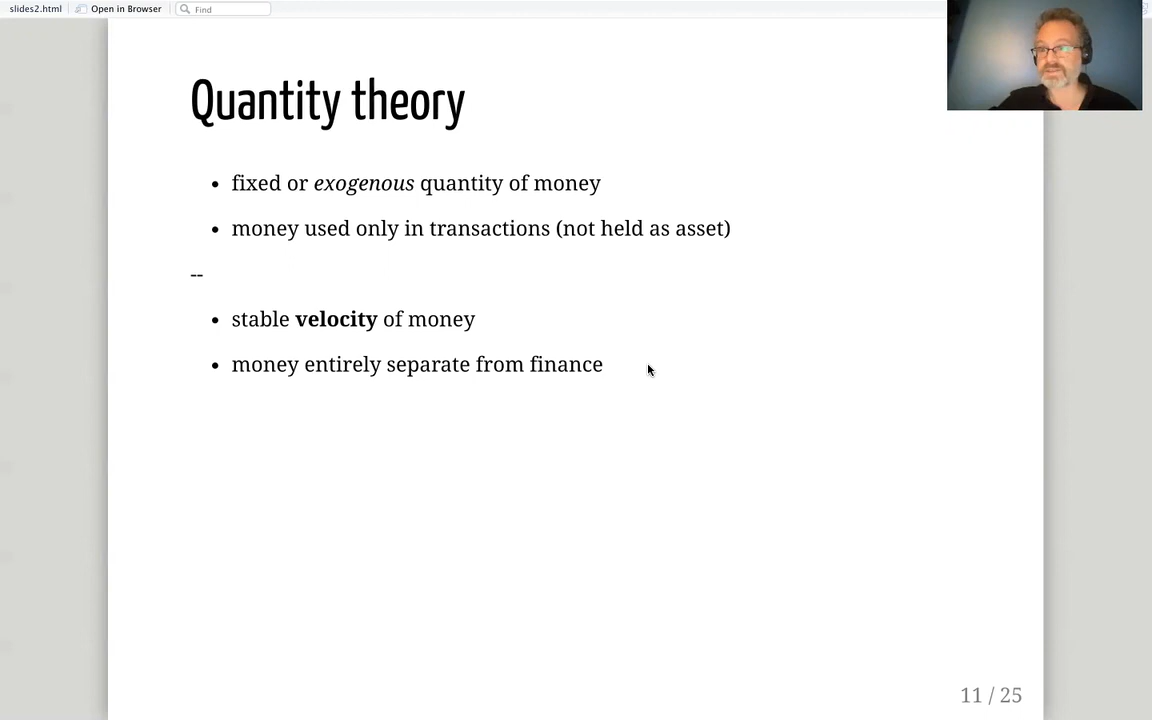 slides2.html
Open in Browser
Find
Quantity theory
• fixed or exogenous quantity of money
• money used only in transactions (not held as asset)
--
• stable velocity of money
• money entirely separate from finance
11 / 25